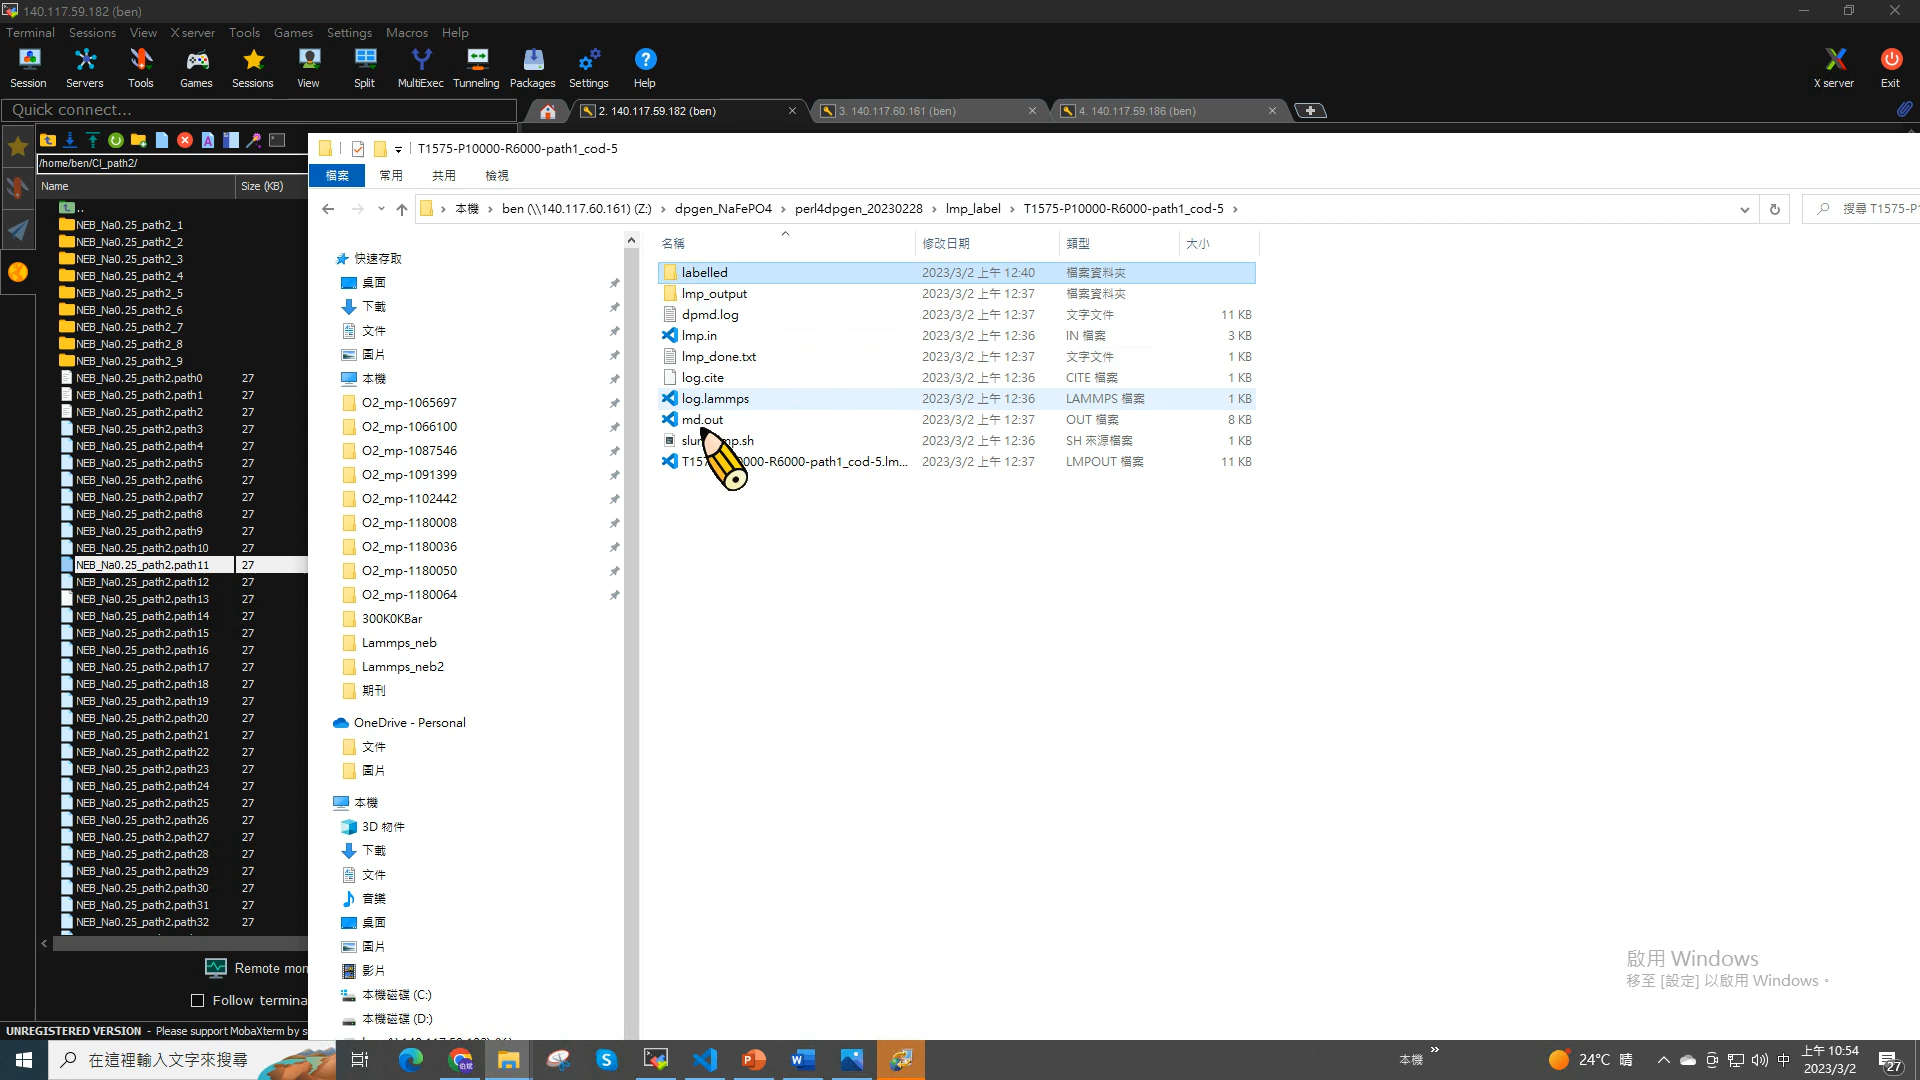 140.117.59.182 (ben)
Terminal Sessions View X server Tools Games Settings Macros Help
Session Servers Tools Games Sessions View Split MultiExec Tunneling Packages Settings Help X server Exit
Quick connect...
2. 140.117.59.182 (ben)
3. 140.117.60.161 (ben)
4. 140.117.59.186 (ben)
/home/ben/CI_path2/
Name Size (KB)
..
NEB_Na0.25_path2_1
NEB_Na0.25_path2_2
NEB_Na0.25_path2_3
NEB_Na0.25_path2_4
NEB_Na0.25_path2_5
NEB_Na0.25_path2_6
NEB_Na0.25_path2_7
NEB_Na0.25_path2_8
NEB_Na0.25_path2_9
NEB_Na0.25_path2.path0 27
NEB_Na0.25_path2.path1 27
NEB_Na0.25_path2.path2 27
NEB_Na0.25_path2.path3 27
NEB_Na0.25_path2.path4 27
NEB_Na0.25_path2.path5 27
NEB_Na0.25_path2.path6 27
NEB_Na0.25_path2.path7 27
NEB_Na0.25_path2.path8 27
NEB_Na0.25_path2.path9 27
NEB_Na0.25_path2.path10 27
NEB_Na0.25_path2.path11 27
NEB_Na0.25_path2.path12 27
NEB_Na0.25_path2.path13 27
NEB_Na0.25_path2.path14 27
NEB_Na0.25_path2.path15 27
NEB_Na0.25_path2.path16 27
NEB_Na0.25_path2.path17 27
NEB_Na0.25_path2.path18 27
NEB_Na0.25_path2.path19 27
NEB_Na0.25_path2.path20 27
NEB_Na0.25_path2.path21 27
NEB_Na0.25_path2.path22 27
NEB_Na0.25_path2.path23 27
NEB_Na0.25_path2.path24 27
NEB_Na0.25_path2.path25 27
NEB_Na0.25_path2.path26 27
NEB_Na0.25_path2.path27 27
NEB_Na0.25_path2.path28 27
NEB_Na0.25_path2.path29 27
NEB_Na0.25_path2.path30 27
NEB_Na0.25_path2.path31 27
NEB_Na0.25_path2.path32 27
Remote mon
Follow termina
UNREGISTERED VERSION - Please support MobaXterm by s
T1575-P10000-R6000-path1_cod-5
檔案 常用 共用 檢視
本機 › ben (\\140.117.60.161) (Z:) › dpgen_NaFePO4 › perl4dpgen_20230228 › lmp_label › T1575-P10000-R6000-path1_cod-5 ›
搜尋 T1575-P1
快速存取
桌面
下載
文件
圖片
本機
O2_mp-1065697
O2_mp-1066100
O2_mp-1087546
O2_mp-1091399
O2_mp-1102442
O2_mp-1180008
O2_mp-1180036
O2_mp-1180050
O2_mp-1180064
300K0KBar
Lammps_neb
Lammps_neb2
期刊
OneDrive - Personal
文件
圖片
本機
3D 物件
下載
文件
音樂
桌面
圖片
影片
本機磁碟 (C:)
本機磁碟 (D:)
名稱 修改日期 類型 大小
labelled 2023/3/2 上午 12:40 檔案資料夾
lmp_output 2023/3/2 上午 12:37 檔案資料夾
dpmd.log 2023/3/2 上午 12:37 文字文件 11 KB
lmp.in 2023/3/2 上午 12:36 IN 檔案 3 KB
lmp_done.txt 2023/3/2 上午 12:37 文字文件 1 KB
log.cite 2023/3/2 上午 12:36 CITE 檔案 1 KB
log.lammps 2023/3/2 上午 12:36 LAMMPS 檔案 1 KB
md.out 2023/3/2 上午 12:37 OUT 檔案 8 KB
slur mp.sh 2023/3/2 上午 12:36 SH 來源檔案 1 KB
T157 0000-R6000-path1_cod-5.lm... 2023/3/2 上午 12:37 LMPOUT 檔案 11 KB
啟用 Windows
移至 [設定] 以啟用 Windows。
在這裡輸入文字來搜尋
本機 »
24°C 晴
中
上午 10:54
2023/3/2
27